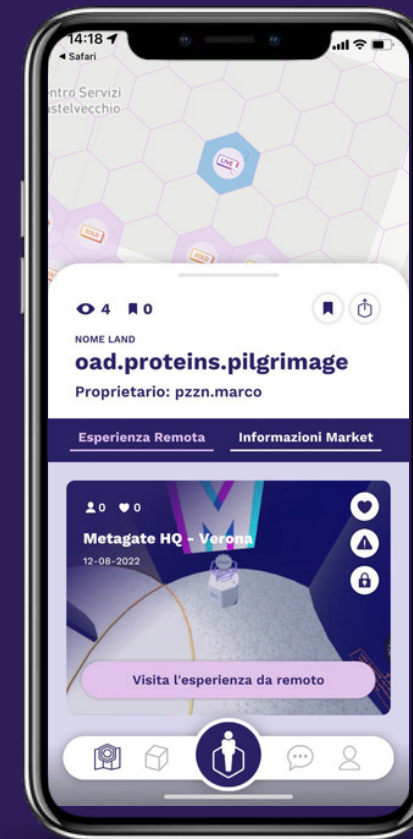 14:18
Safari
ntro Servizi
stelvecchio
LIVE
SOLD
SOLD
4 0
NOME LAND
oad.proteins.pilgrimage
Proprietario: pzzn.marco
Esperienza Remota Informazioni Market
0 0
Metagate HQ - Verona
12-08-2022
Visita l'esperienza da remoto